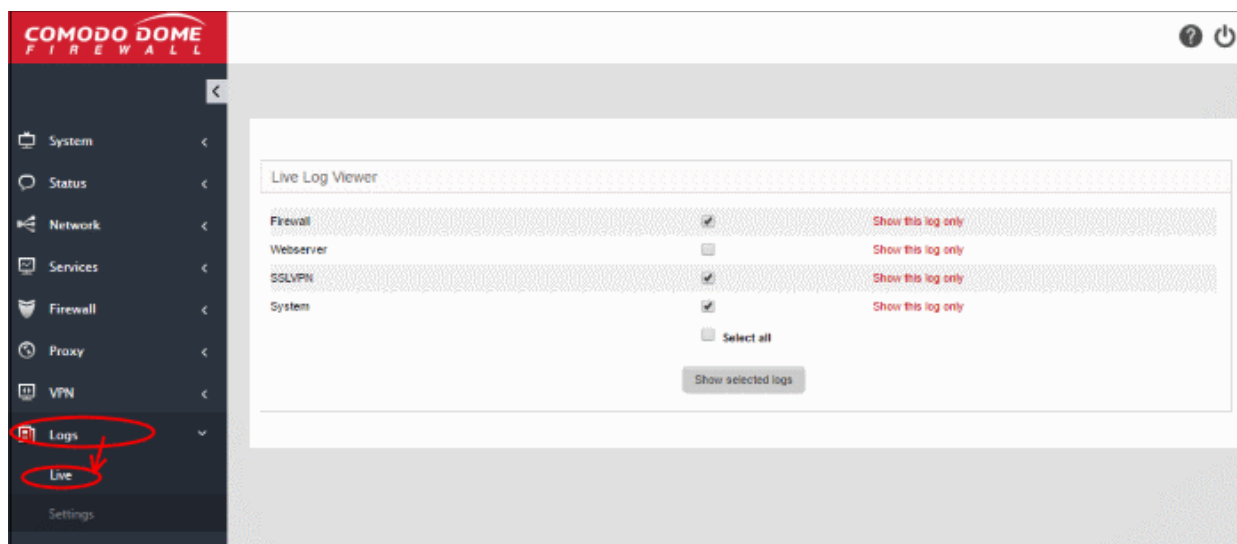 COMODO DOME
FIREWALL
System
Status
Network
Services
Firewall
Proxy
VPN
Logs
Live
Settings
Live Log Viewer
Firewall Show this log only
Webserver Show this log only
SSLVPN Show this log only
System Show this log only
Select all
Show selected logs